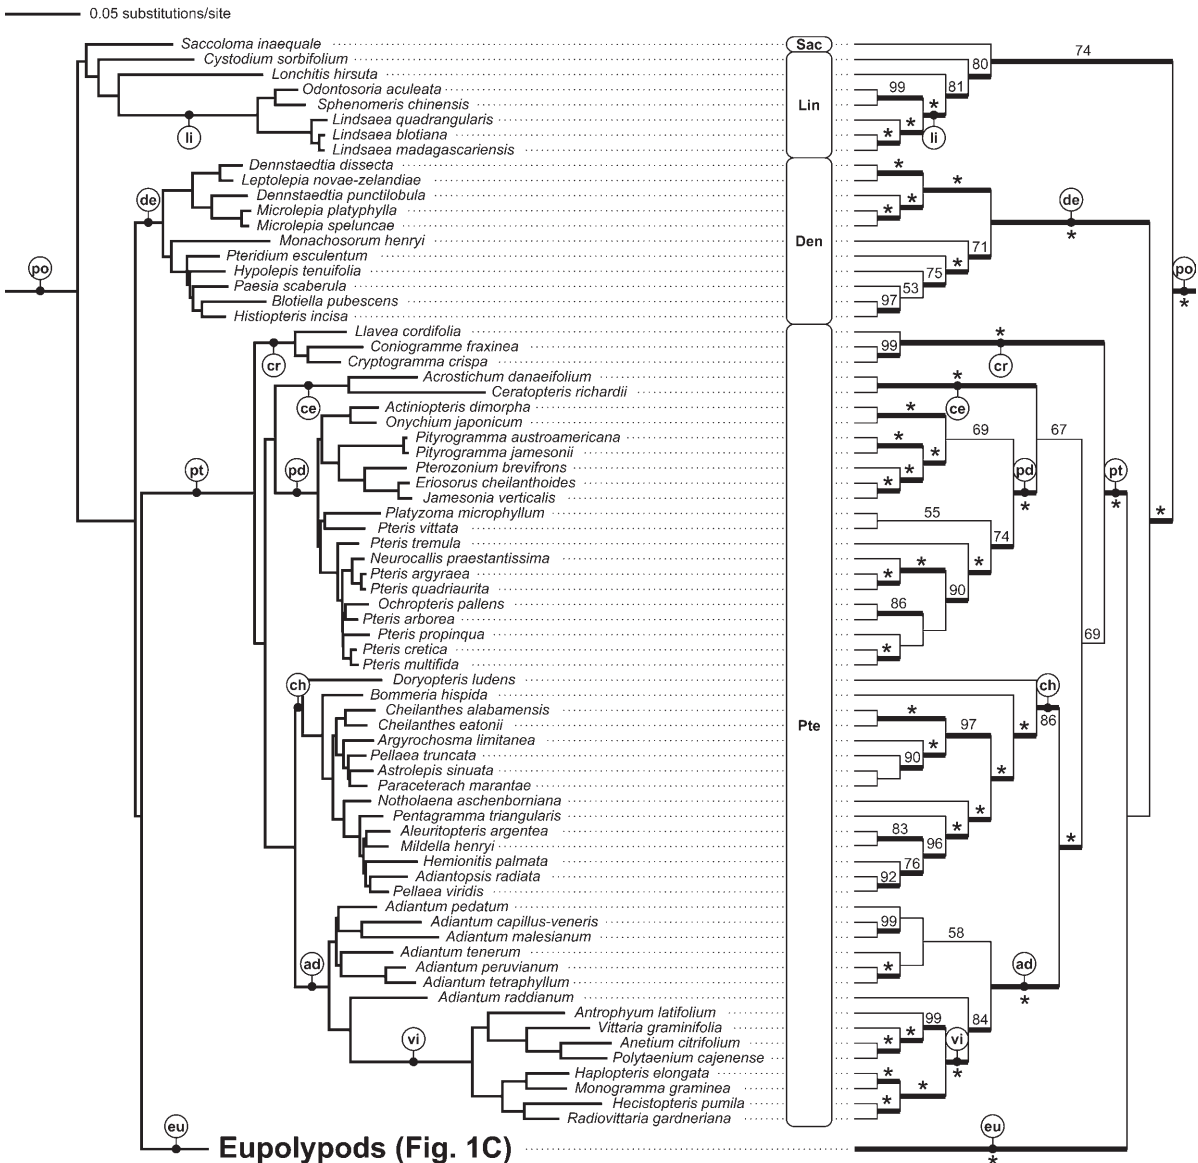 0.05 substitutions/site
Saccoloma inaequale Sac 74
Cystodium sorbifolium 80
Lonchitis hirsuta 81
Odontosoria aculeata 99
Sphenomeris chinensis Lin *
li Lindsaea quadrangularis * li
Lindsaea blotiana *
Lindsaea madagascariensis
Dennstaedtia dissecta *
Leptolepia novae-zelandiae *
de Dennstaedtia punctilobula * de
Microlepia platyphylla *
Microlepia speluncae *
Monachosorum henryi Den 71
Pteridium esculentum *
po Hypolepis tenuifolia 75 po
Paesia scaberula 53
Blotiella pubescens 97 *
Histiopteris incisa
Llavea cordifolia *
Coniogramme fraxinea 99
cr Cryptogramma crispa cr
Acrostichum danaeifolium *
ce Ceratopteris richardii ce
Actiniopteris dimorpha *
Onychium japonicum 69 67
Pityrogramma austroamericana *
Pityrogramma jamesonii *
pt pd Pterozonium brevifrons * pd pt
Eriosorus cheilanthoides *
Jamesonia verticalis * *
Platyzoma microphyllum 55 *
Pteris vittata 74
Pteris tremula
Neurocallis praestantissima * *
Pteris argyraea *
Pteris quadriaurita 90
Ochropteris pallens 86
Pteris arborea
Pteris propinqua 69
Pteris cretica *
Pteris multifida
ch Doryopteris ludens ch
Bommeria hispida
Cheilanthes alabamensis * 86
Cheilanthes eatonii Pte 97 *
Argyrochosma limitanea *
Pellaea truncata 90
Astrolepis sinuata *
Paraceterach marantae
Notholaena aschenborniana
Pentagramma triangularis *
Aleuritopteris argentea 83 *
Mildella henryi 96 *
Hemionitis palmata 76
Adiantopsis radiata 92
Pellaea viridis
Adiantum pedatum
Adiantum capillus-veneris 99
Adiantum malesianum 58
Adiantum tenerum
ad Adiantum peruvianum * ad
Adiantum tetraphyllum
Adiantum raddianum *
Antrophyum latifolium 99 84
vi Vittaria graminifolia * vi
Anetium citrifolium *
Polytaenium cajenense
Haplopteris elongata * *
Monogramma graminea *
Hecistopteris pumila *
Radiovittaria gardneriana
eu Eupolypods (Fig. 1C) eu
*